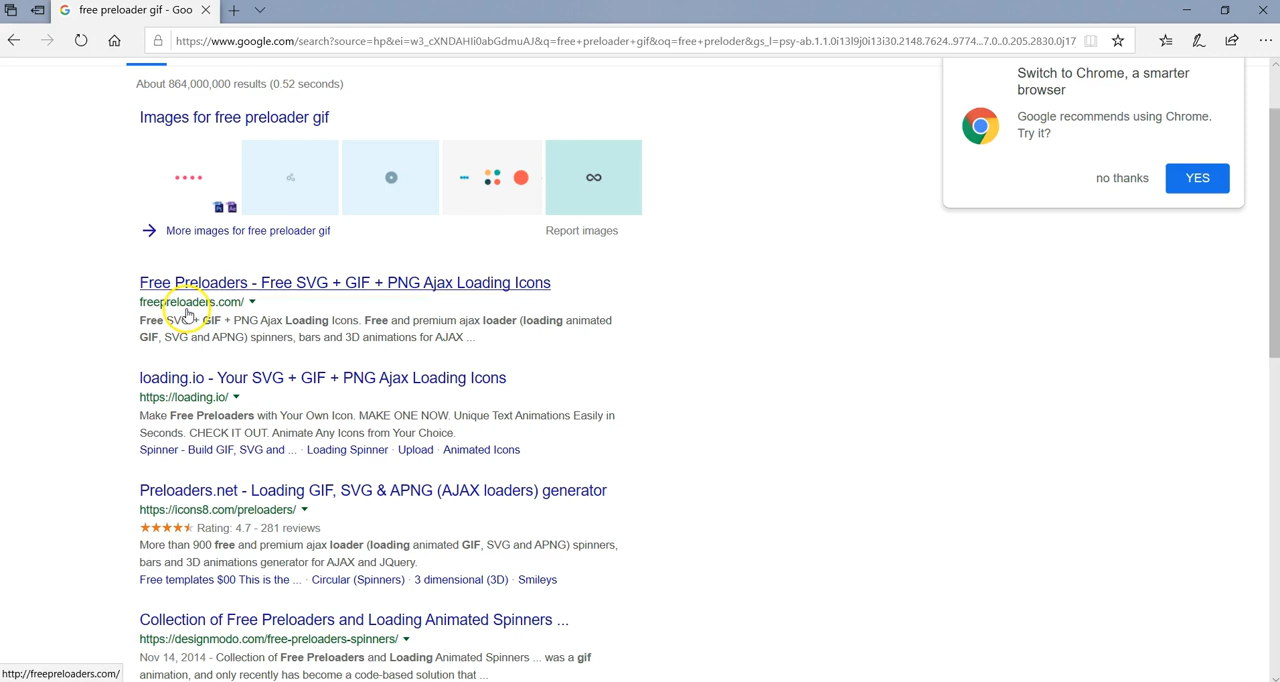 free preloader gif - Goo
https://www.google.com/search?source=hp&ei=w3_cXNDAHIi0abGdmuAJ&q=free+preloader+gif&oq=free+preloder&gs_l=psy-ab.1.1.0i13l9j0i13i30.2148.7624..9774...7.0..0.205.2830.0j17
About 864,000,000 results (0.52 seconds)
Switch to Chrome, a smarter
browser
Google recommends using Chrome.
Try it?
no thanks YES
Images for free preloader gif
More images for free preloader gif Report images
Free Preloaders - Free SVG + GIF + PNG Ajax Loading Icons
freepreloaders.com/
Free SVG + GIF + PNG Ajax Loading Icons. Free and premium ajax loader (loading animated
GIF, SVG and APNG) spinners, bars and 3D animations for AJAX ...
loading.io - Your SVG + GIF + PNG Ajax Loading Icons
https://loading.io/
Make Free Preloaders with Your Own Icon. MAKE ONE NOW. Unique Text Animations Easily in
Seconds. CHECK IT OUT. Animate Any Icons from Your Choice.
Spinner - Build GIF, SVG and ... · Loading Spinner · Upload · Animated Icons
Preloaders.net - Loading GIF, SVG & APNG (AJAX loaders) generator
https://icons8.com/preloaders/
Rating: 4.7 - 281 reviews
More than 900 free and premium ajax loader (loading animated GIF, SVG and APNG) spinners,
bars and 3D animations generator for AJAX and JQuery.
Free templates $00 This is the ... · Circular (Spinners) · 3 dimensional (3D) · Smileys
Collection of Free Preloaders and Loading Animated Spinners ...
https://designmodo.com/free-preloaders-spinners/
Nov 14, 2014 - Collection of Free Preloaders and Loading Animated Spinners ... was a gif
animation, and only recently has become a code-based solution that ...
http://freepreloaders.com/